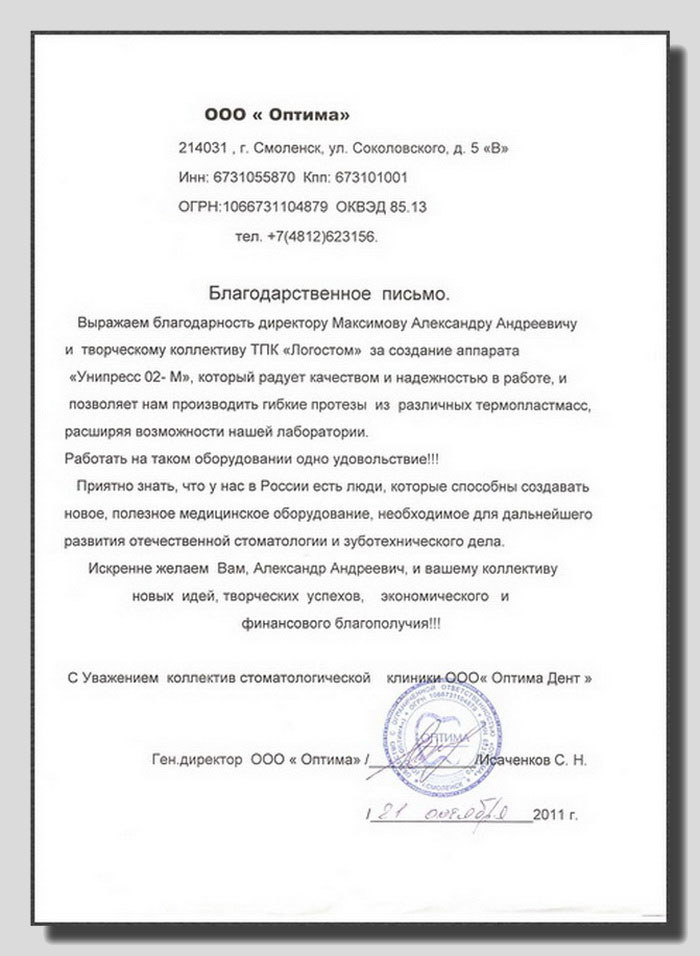 ООО « Оптима»
214031 , г. Смоленск, ул. Соколовского, д. 5 «В»
Инн: 6731055870 Кпп: 673101001
ОГРН:1066731104879 ОКВЭД 85.13
тел. +7(4812)623156.
Благодарственное письмо.
Выражаем благодарность директору Максимову Александру Андреевичу
и творческому коллективу ТПК «Логостом» за создание аппарата
«Унипресс 02- М», который радует качеством и надежностью в работе, и
позволяет нам производить гибкие протезы из различных термопластмасс,
расширяя возможности нашей лаборатории.
Работать на таком оборудовании одно удовольствие!!!
Приятно знать, что у нас в России есть люди, которые способны создавать
новое, полезное медицинское оборудование, необходимое для дальнейшего
развития отечественной стоматологии и зуботехнического дела.
Искренне желаем Вам, Александр Андреевич, и вашему коллективу
новых идей, творческих успехов, экономического и
финансового благополучия!!!
С Уважением коллектив стоматологической клиники ООО« Оптима Дент »
ОГРАНИЧЕННОЙ ОТВЕТСТВЕННОСТЬЮ
ОГРН 1066731104879
ОПТИМА
СМОЛЕНСК
Ген.директор ООО « Оптима» /____________/Исаченков С. Н.
/ 21 октября 2011 г.